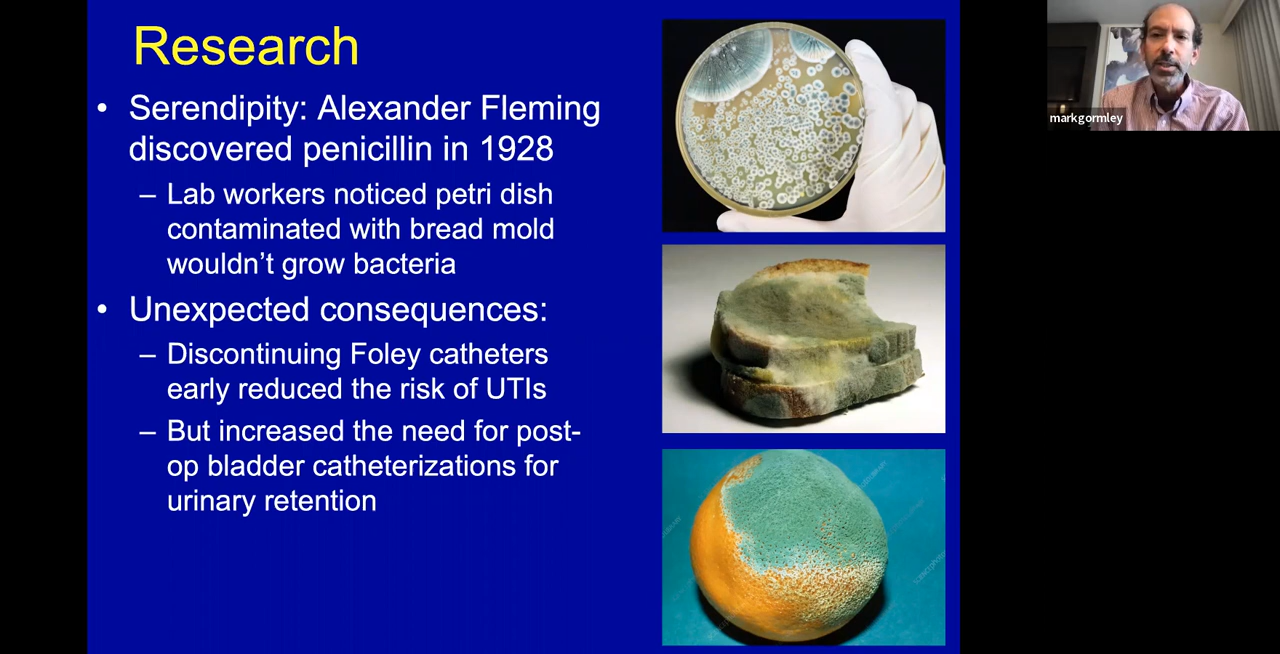 Research
• Serendipity: Alexander Fleming
discovered penicillin in 1928
– Lab workers noticed petri dish
contaminated with bread mold
wouldn’t grow bacteria
• Unexpected consequences:
– Discontinuing Foley catheters
early reduced the risk of UTIs
– But increased the need for post-
op bladder catheterizations for
urinary retention
markgormley